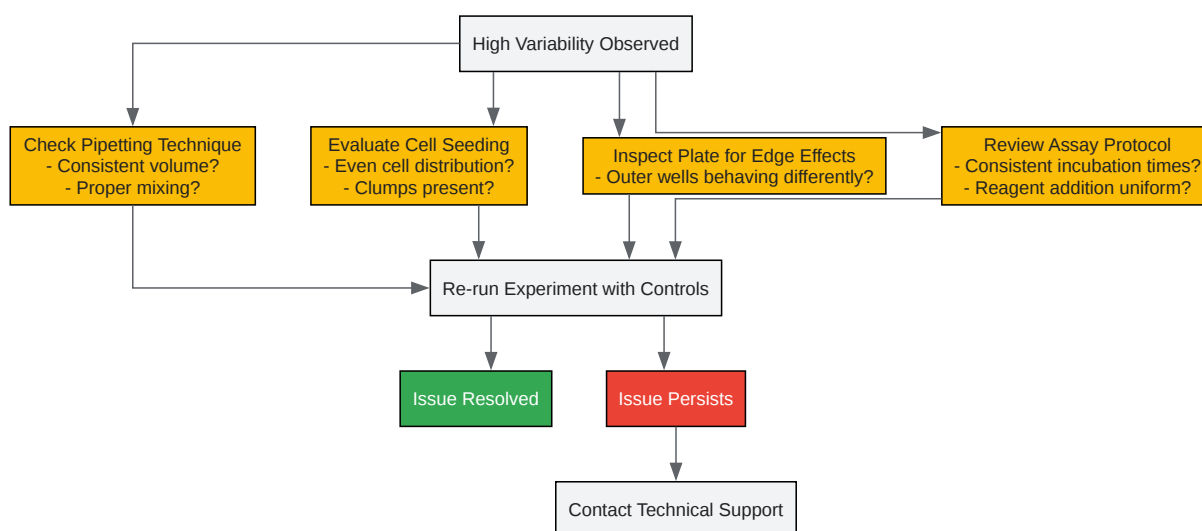 High Variability Observed
Check Pipetting Technique
- Consistent volume?
- Proper mixing?
Evaluate Cell Seeding
- Even cell distribution?
- Clumps present?
Inspect Plate for Edge Effects
- Outer wells behaving differently?
Review Assay Protocol
- Consistent incubation times?
- Reagent addition uniform?
Re-run Experiment with Controls
Issue Resolved
Issue Persists
Contact Technical Support